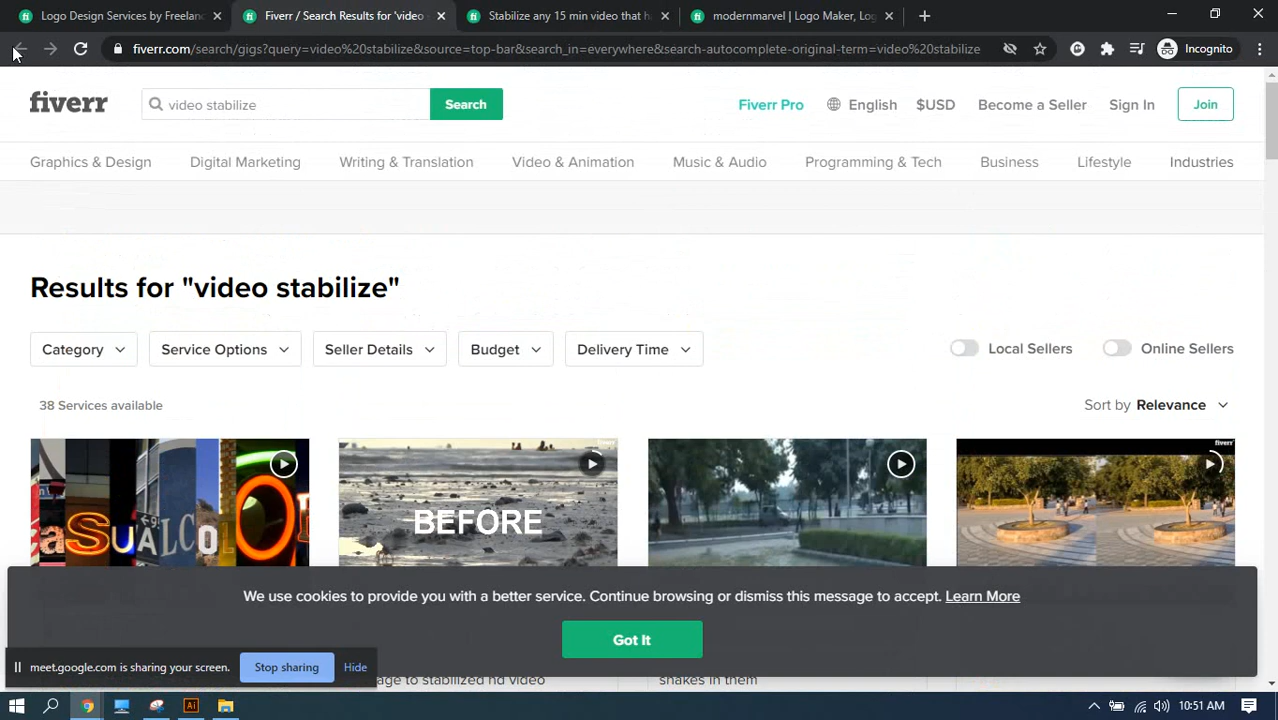 Logo Design Services by Freelanc
Fiverr / Search Results for 'video
Stabilize any 15 min video that h
modernmarvel | Logo Maker, Log
fiverr.com/search/gigs?query=video%20stabilize&source=top-bar&search_in=everywhere&search-autocomplete-original-term=video%20stabilize
Incognito
fiverr
video stabilize
Search
Fiverr Pro
English
$USD
Become a Seller
Sign In
Join
Graphics & Design
Digital Marketing
Writing & Translation
Video & Animation
Music & Audio
Programming & Tech
Business
Lifestyle
Industries
Results for "video stabilize"
Category
Service Options
Seller Details
Budget
Delivery Time
Local Sellers
Online Sellers
38 Services available
Sort by Relevance
fiverr
fiverr
BEFORE
We use cookies to provide you with a better service. Continue browsing or dismiss this message to accept. Learn More
Got It
meet.google.com is sharing your screen.
Stop sharing
Hide
to stabilized hd video
shakes in them
Ai
10:51 AM